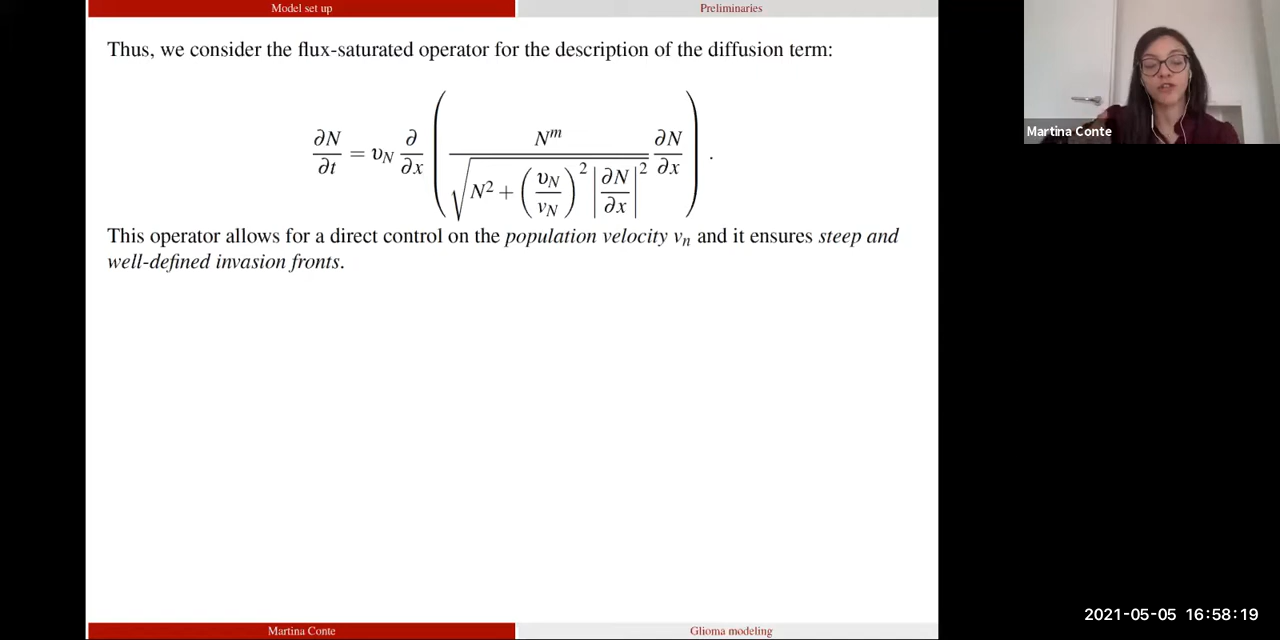 Model set up
Preliminaries
Thus, we consider the flux-saturated operator for the description of the diffusion term:
∂N/∂t = υ_N ∂/∂x ( N^m / √(N² + (υ_N/v_N)² |∂N/∂x|²) ∂N/∂x ) .
This operator allows for a direct control on the population velocity v_n and it ensures steep and
well-defined invasion fronts.
Martina Conte
Martina Conte
Glioma modeling
2021-05-05 16:58:19